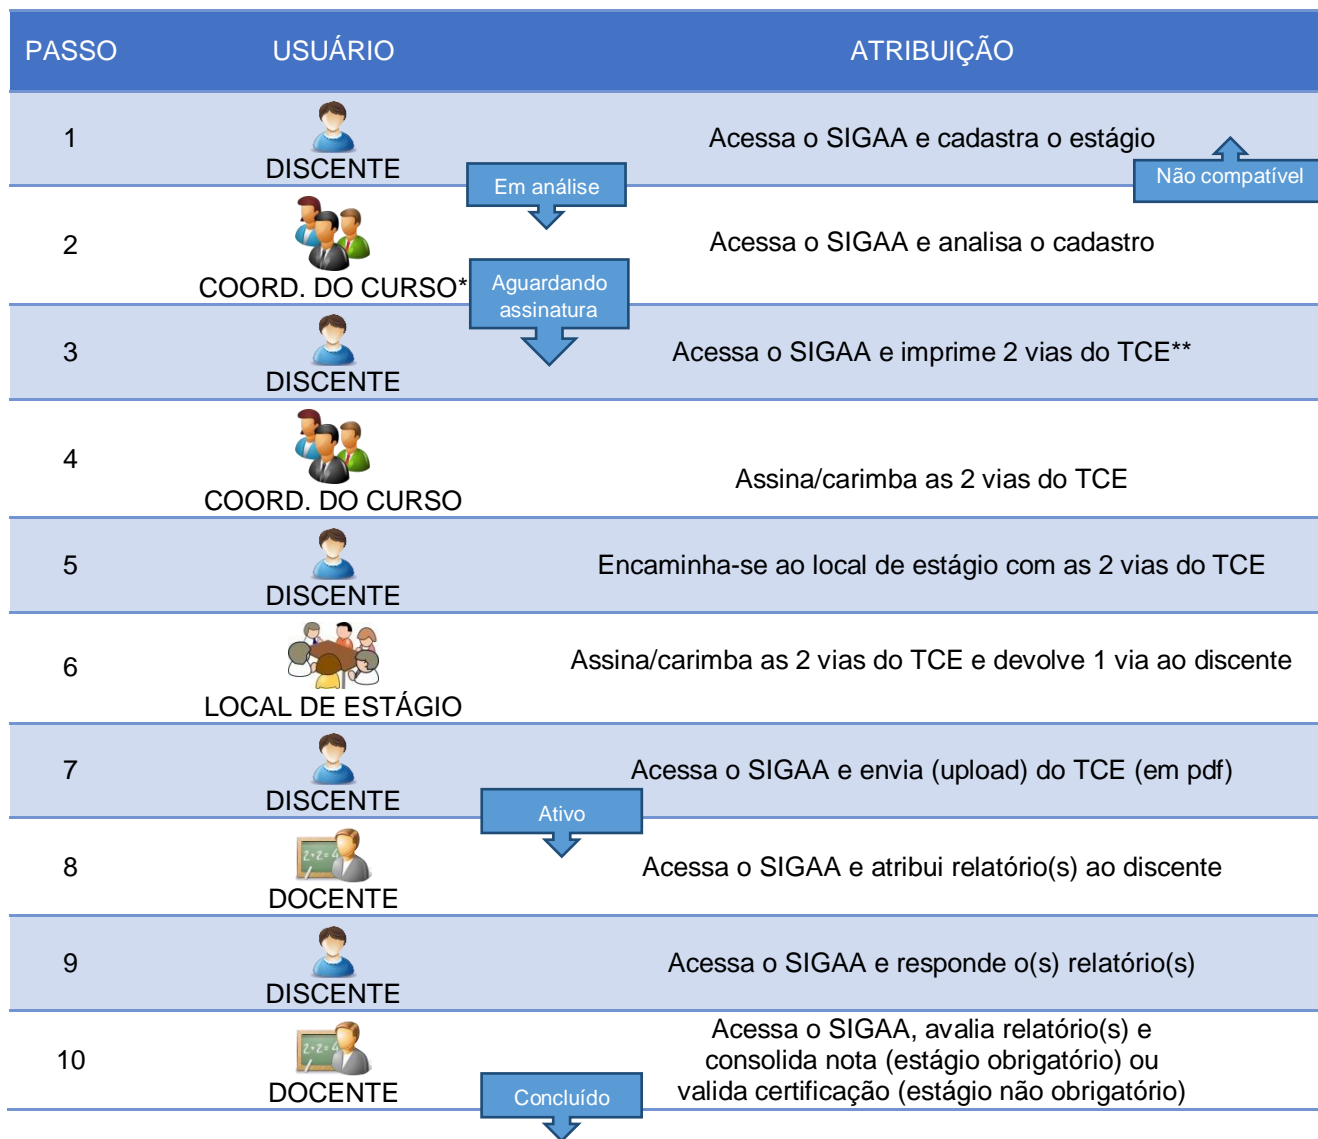 PASSO USUÁRIO ATRIBUIÇÃO
1 DISCENTE Acessa o SIGAA e cadastra o estágio
Em análise
Não compatível
2 COORD. DO CURSO* Acessa o SIGAA e analisa o cadastro
Aguardando
assinatura
3 DISCENTE Acessa o SIGAA e imprime 2 vias do TCE**
4 COORD. DO CURSO Assina/carimba as 2 vias do TCE
5 DISCENTE Encaminha-se ao local de estágio com as 2 vias do TCE
6 LOCAL DE ESTÁGIO Assina/carimba as 2 vias do TCE e devolve 1 via ao discente
7 DISCENTE Acessa o SIGAA e envia (upload) do TCE (em pdf)
Ativo
8 DOCENTE Acessa o SIGAA e atribui relatório(s) ao discente
9 DISCENTE Acessa o SIGAA e responde o(s) relatório(s)
10 DOCENTE Acessa o SIGAA, avalia relatório(s) e
consolida nota (estágio obrigatório) ou
valida certificação (estágio não obrigatório)
Concluído